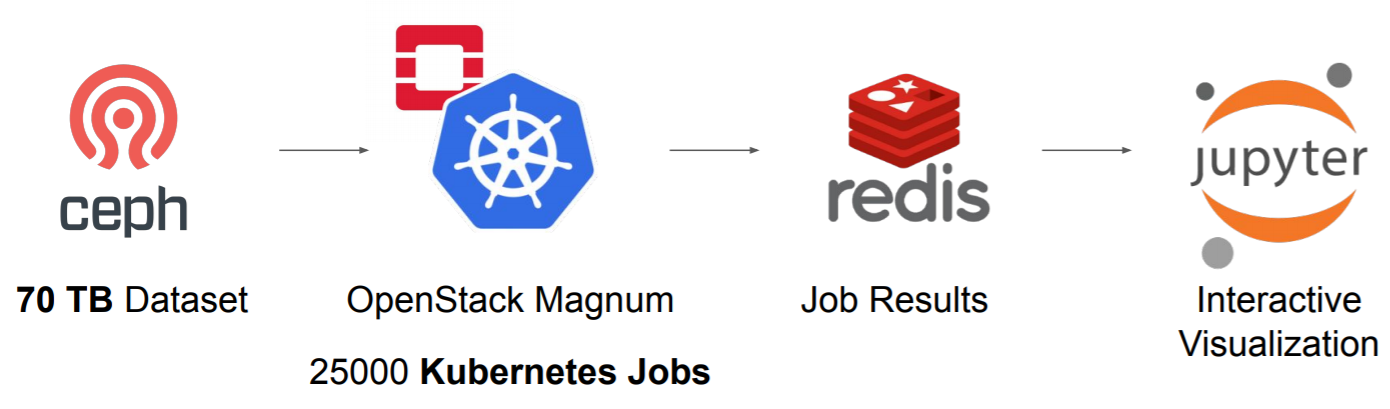 ceph
redis
jupyter
70 TB Dataset
OpenStack Magnum
Job Results
Interactive
Visualization
25000 Kubernetes Jobs